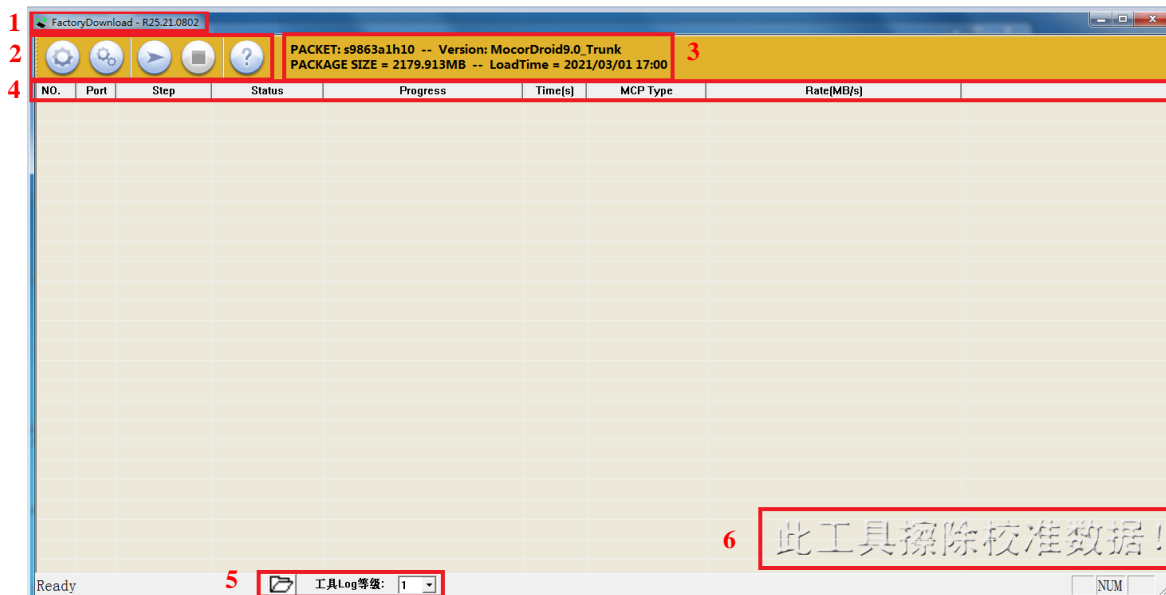 1
FactoryDownload - R25.21.0802
2
PACKET: s9863a1h10 -- Version: MocorDroid9.0_Trunk
PACKAGE SIZE = 2179.913MB -- LoadTime = 2021/03/01 17:00
3
4
NO. Port Step Status Progress Time(s) MCP Type Rate(MB/s)
6
此工具擦除校准数据!
5
Ready 工具Log等级: 1 NUM